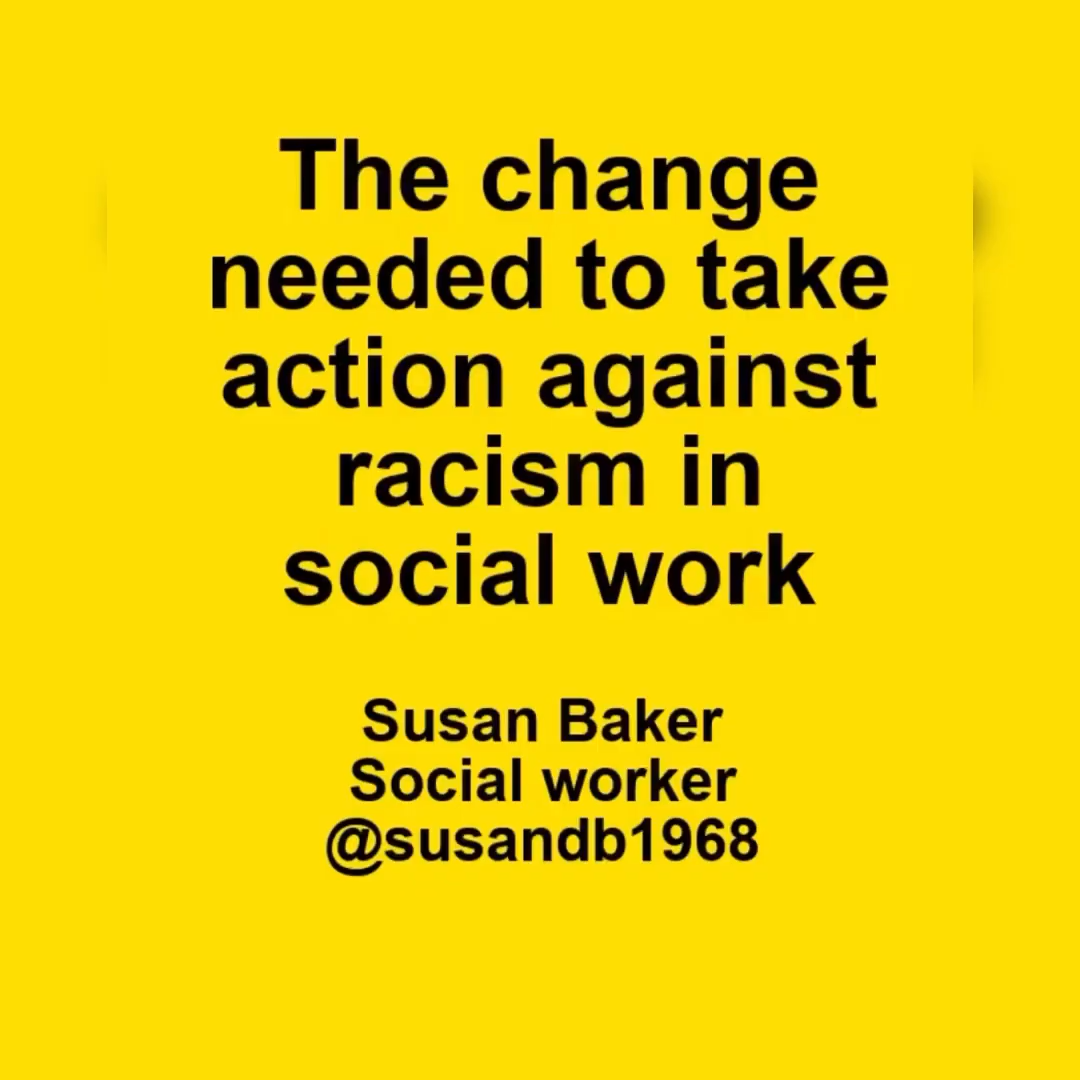 The change
needed to take
action against
racism in
social work
Susan Baker
Social worker
@susandb1968